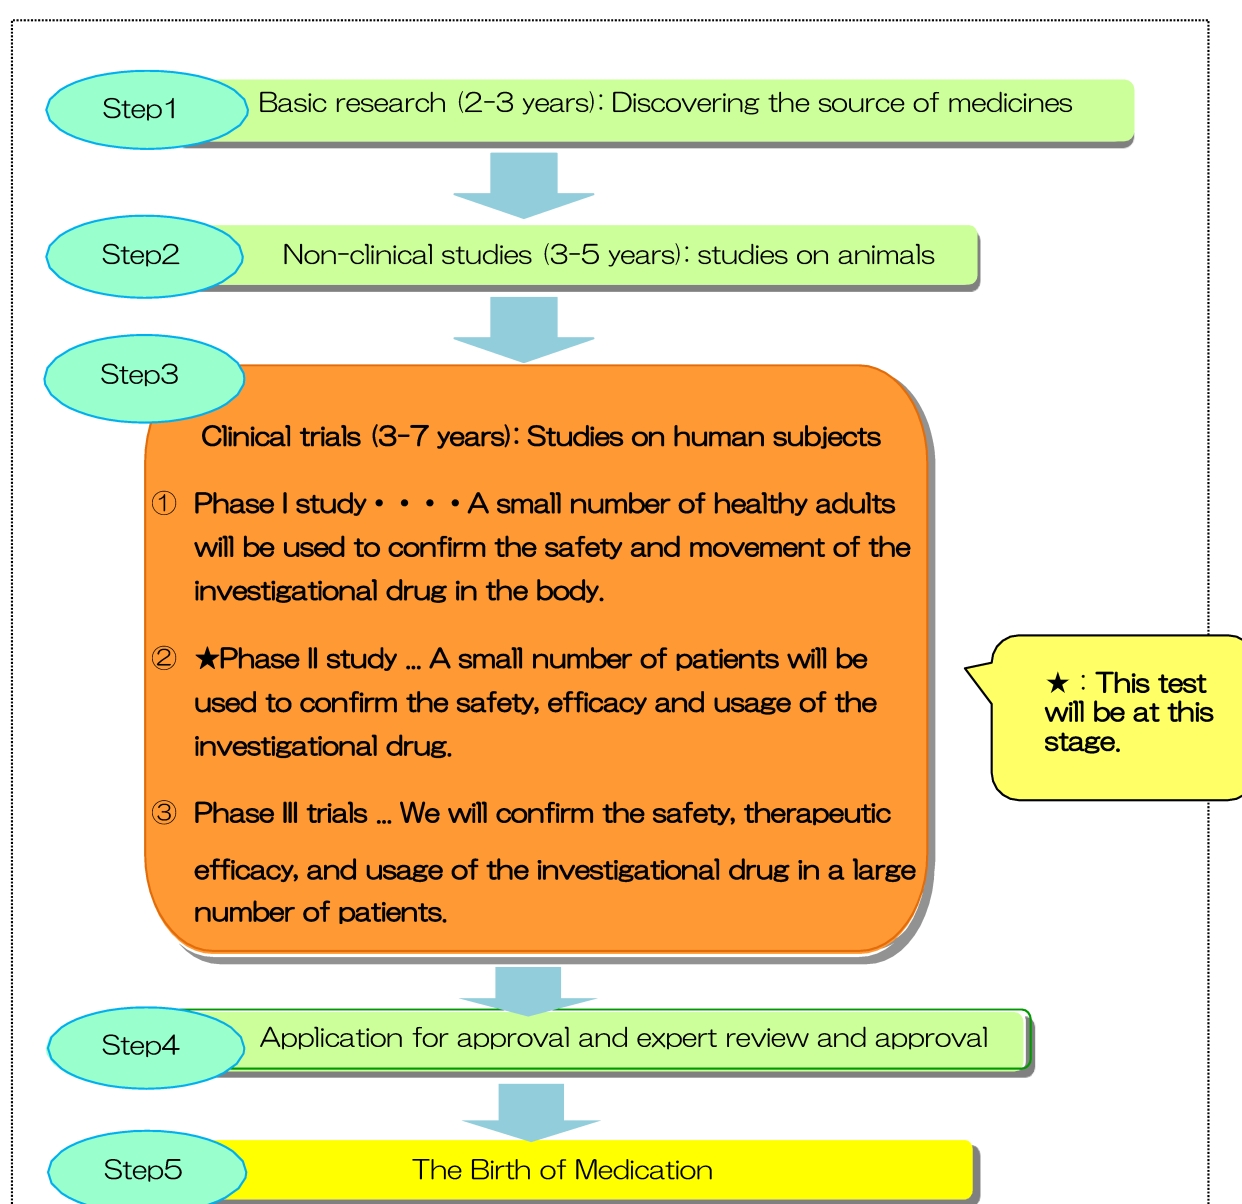 Step1
Basic research (2-3 years): Discovering the source of medicines
Step2
Non-clinical studies (3-5 years): studies on animals
Step3
Clinical trials (3-7 years): Studies on human subjects
① Phase I study・・・・A small number of healthy adults
will be used to confirm the safety and movement of the
investigational drug in the body.
② ★Phase II study ... A small number of patients will be
used to confirm the safety, efficacy and usage of the
investigational drug.
③ Phase III trials ... We will confirm the safety, therapeutic
efficacy, and usage of the investigational drug in a large
number of patients.
★ : This test
will be at this
stage.
Step4
Application for approval and expert review and approval
Step5
The Birth of Medication